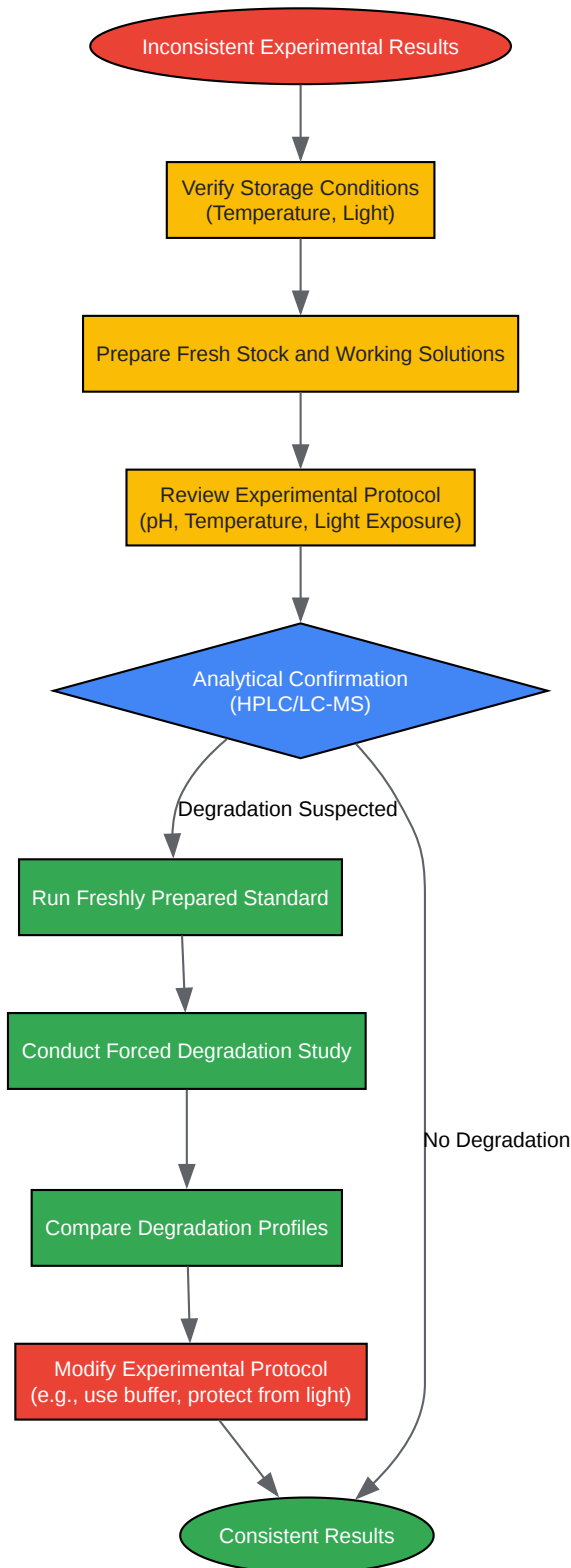 Inconsistent Experimental Results
Verify Storage Conditions
(Temperature, Light)
Prepare Fresh Stock and Working Solutions
Review Experimental Protocol
(pH, Temperature, Light Exposure)
Analytical Confirmation
(HPLC/LC-MS)
Degradation Suspected
Run Freshly Prepared Standard
Conduct Forced Degradation Study
No Degradation
Compare Degradation Profiles
Modify Experimental Protocol
(e.g., use buffer, protect from light)
Consistent Results